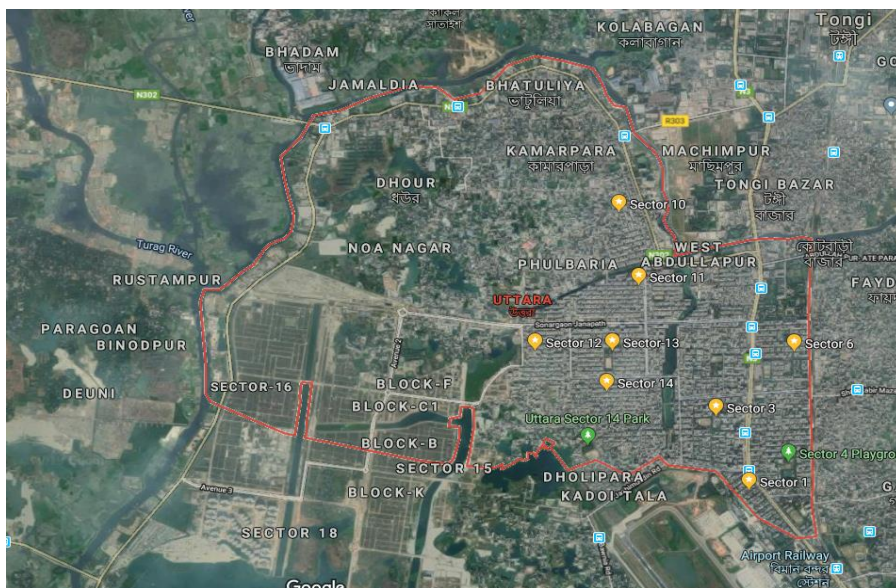 KOLABAGAN
কলাবাগান
Tongi
টঙ্গী
BHADAM
ভাদাম
JAMALDIA
BHATULIYA
ভাটুলিয়া
N302
R303
KAMARPARA
কামারপাড়া
MACHIMPUR
মাছিমপুর
DHOUR
ধউর
TONGI BAZAR
টঙ্গী
বাজার
Sector 10
Turag River
NOA NAGAR
WEST
ABDULLAPUR
PHULBARIA
RUSTAMPUR
Sector 11
UTTARA
উত্তরা
PARAGOAN
BINODPUR
Avenue 2
Sonargaon Janapath
Sector 12
Sector-13
Sector 6
DEUNI
SECTOR-16
BLOCK-F
Sector 14
BLOCK-C1
Sector 3
Uttara Sector 14 Park
BLOCK-B
SECTOR 15
Sector 4 Playgro
DHOLIPARA
KADOI TALA
Sector 1
Avenue 3
BLOCK-K
SECTOR 18
Airport Railway
বিমান বন্দর
স্টেশন
Google